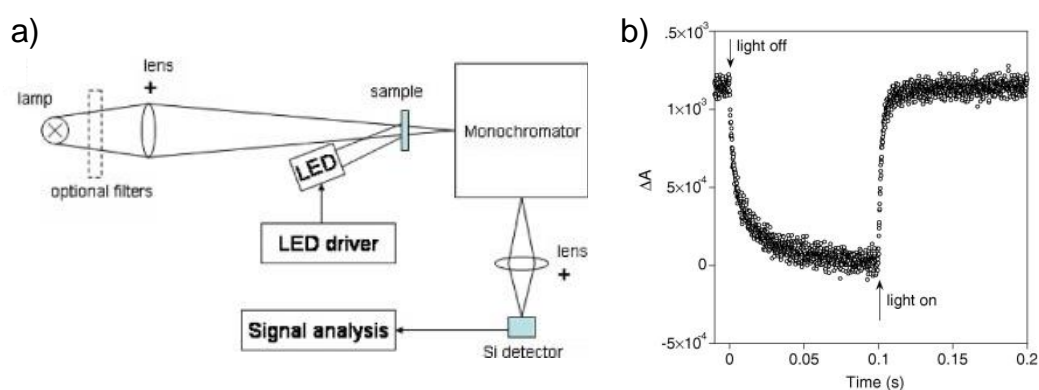 a)
lamp
lens
+
sample
optional filters
LED
LED driver
Monochromator
lens
+
Signal analysis
Si detector
b)
.5×10⁻³
light off
1×10⁻³
5×10⁻⁴
0
-5×10⁻⁴
ΔA
light on
0
0.05
0.1
0.15
0.2
Time (s)